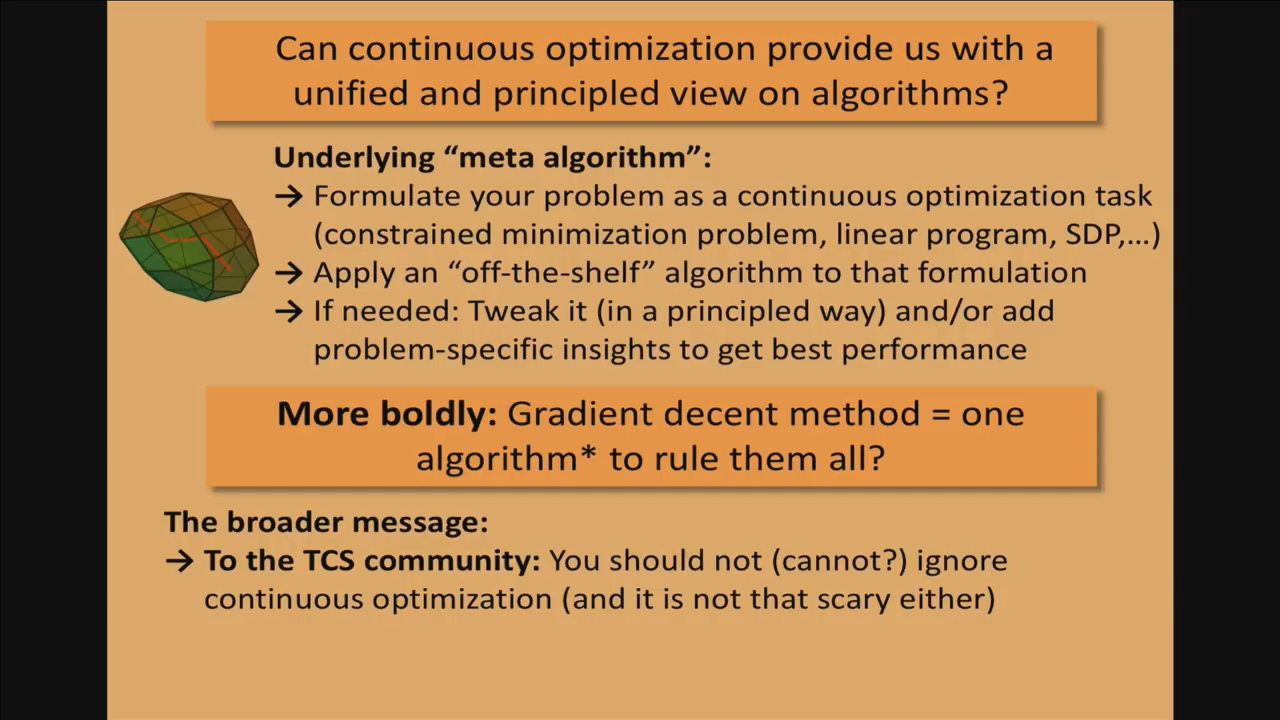 Can continuous optimization provide us with a
unified and principled view on algorithms?
Underlying “meta algorithm”:
→ Formulate your problem as a continuous optimization task
(constrained minimization problem, linear program, SDP,…)
→ Apply an “off-the-shelf” algorithm to that formulation
→ If needed: Tweak it (in a principled way) and/or add
problem-specific insights to get best performance
More boldly: Gradient decent method = one
algorithm* to rule them all?
The broader message:
→ To the TCS community: You should not (cannot?) ignore
continuous optimization (and it is not that scary either)